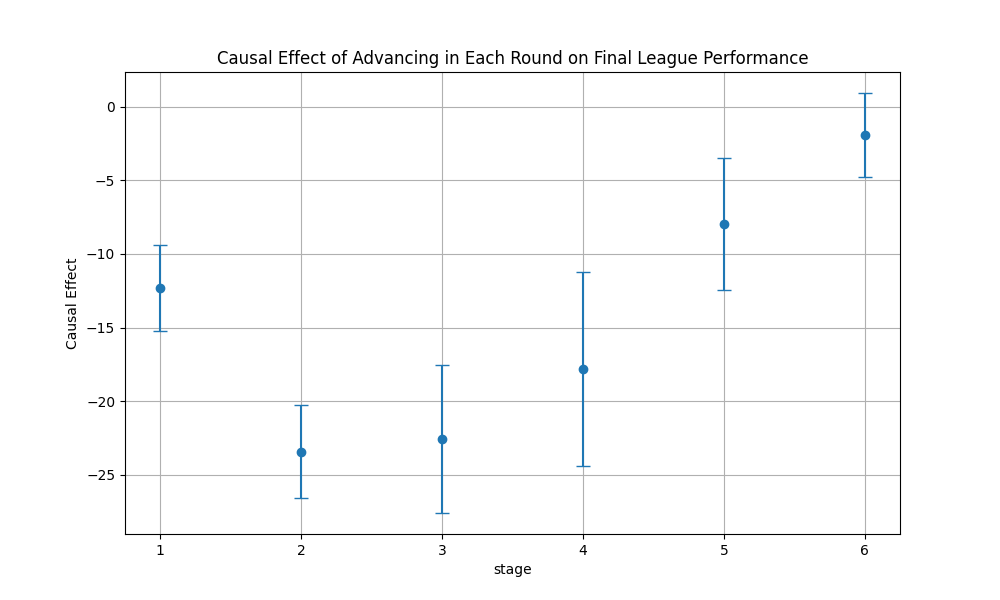 Causal Effect of Advancing in Each Round on Final League Performance
Causal Effect
0
−5
−10
−15
−20
−25
1 2 3 4 5 6
stage